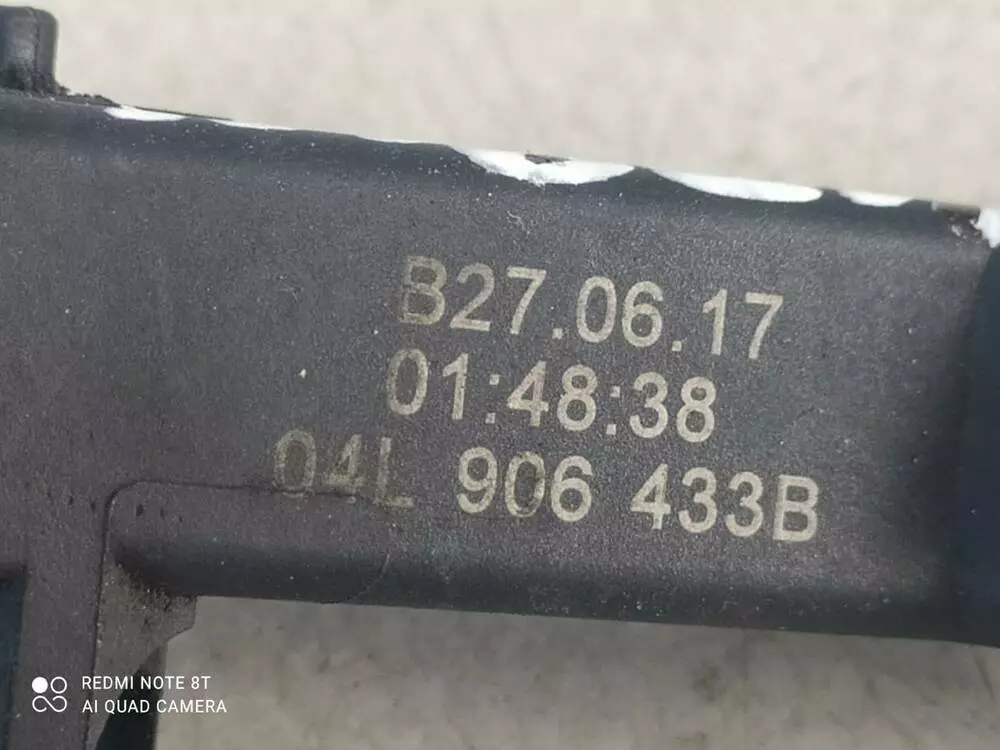 B27.06.17
01:48:38
04L 906 433B
REDMI NOTE 8T
AI QUAD CAMERA